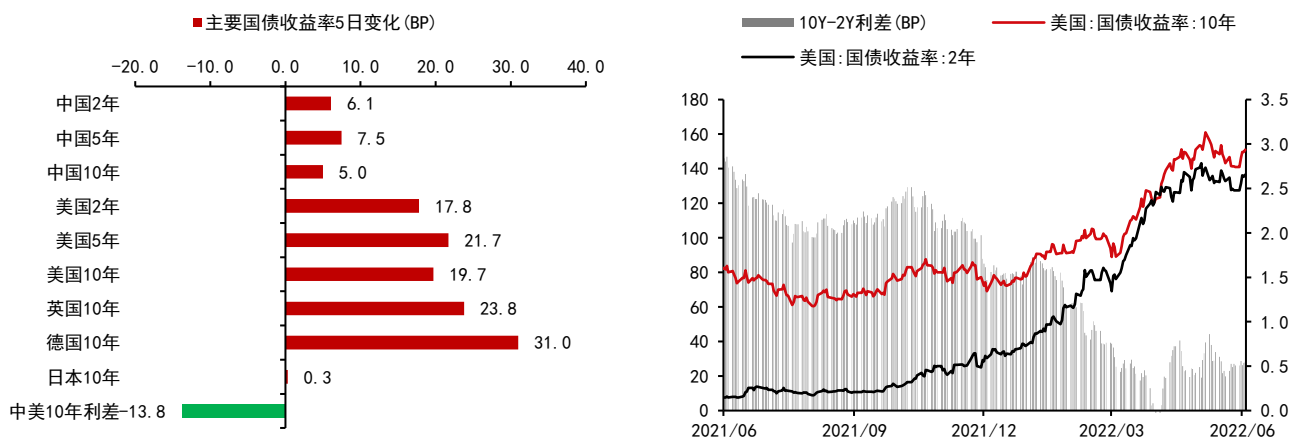 主要国债收益率5日变化(BP)
-20.0 -10.0 0.0 10.0 20.0 30.0 40.0
中国2年 6.1
中国5年 7.5
中国10年 5.0
美国2年 17.8
美国5年 21.7
美国10年 19.7
英国10年 23.8
德国10年 31.0
日本10年 0.3
中美10年利差-13.8
10Y-2Y利差(BP) 美国:国债收益率:10年
美国:国债收益率:2年
180 3.5
160 3.0
140 2.5
120 2.0
100 1.5
80 1.0
60 0.5
40 0.0
20
0
2021/06 2021/09 2021/12 2022/03 2022/06